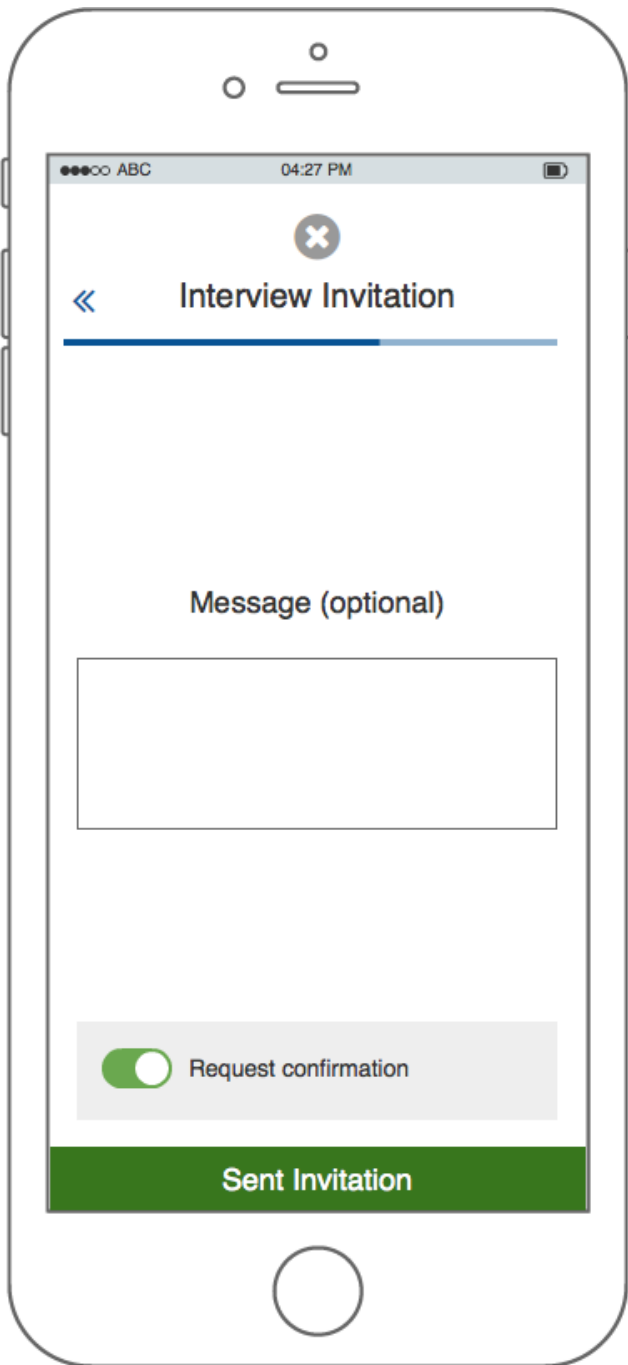 ABC 04:27 PM
Interview Invitation
Message (optional)
Request confirmation
Sent Invitation